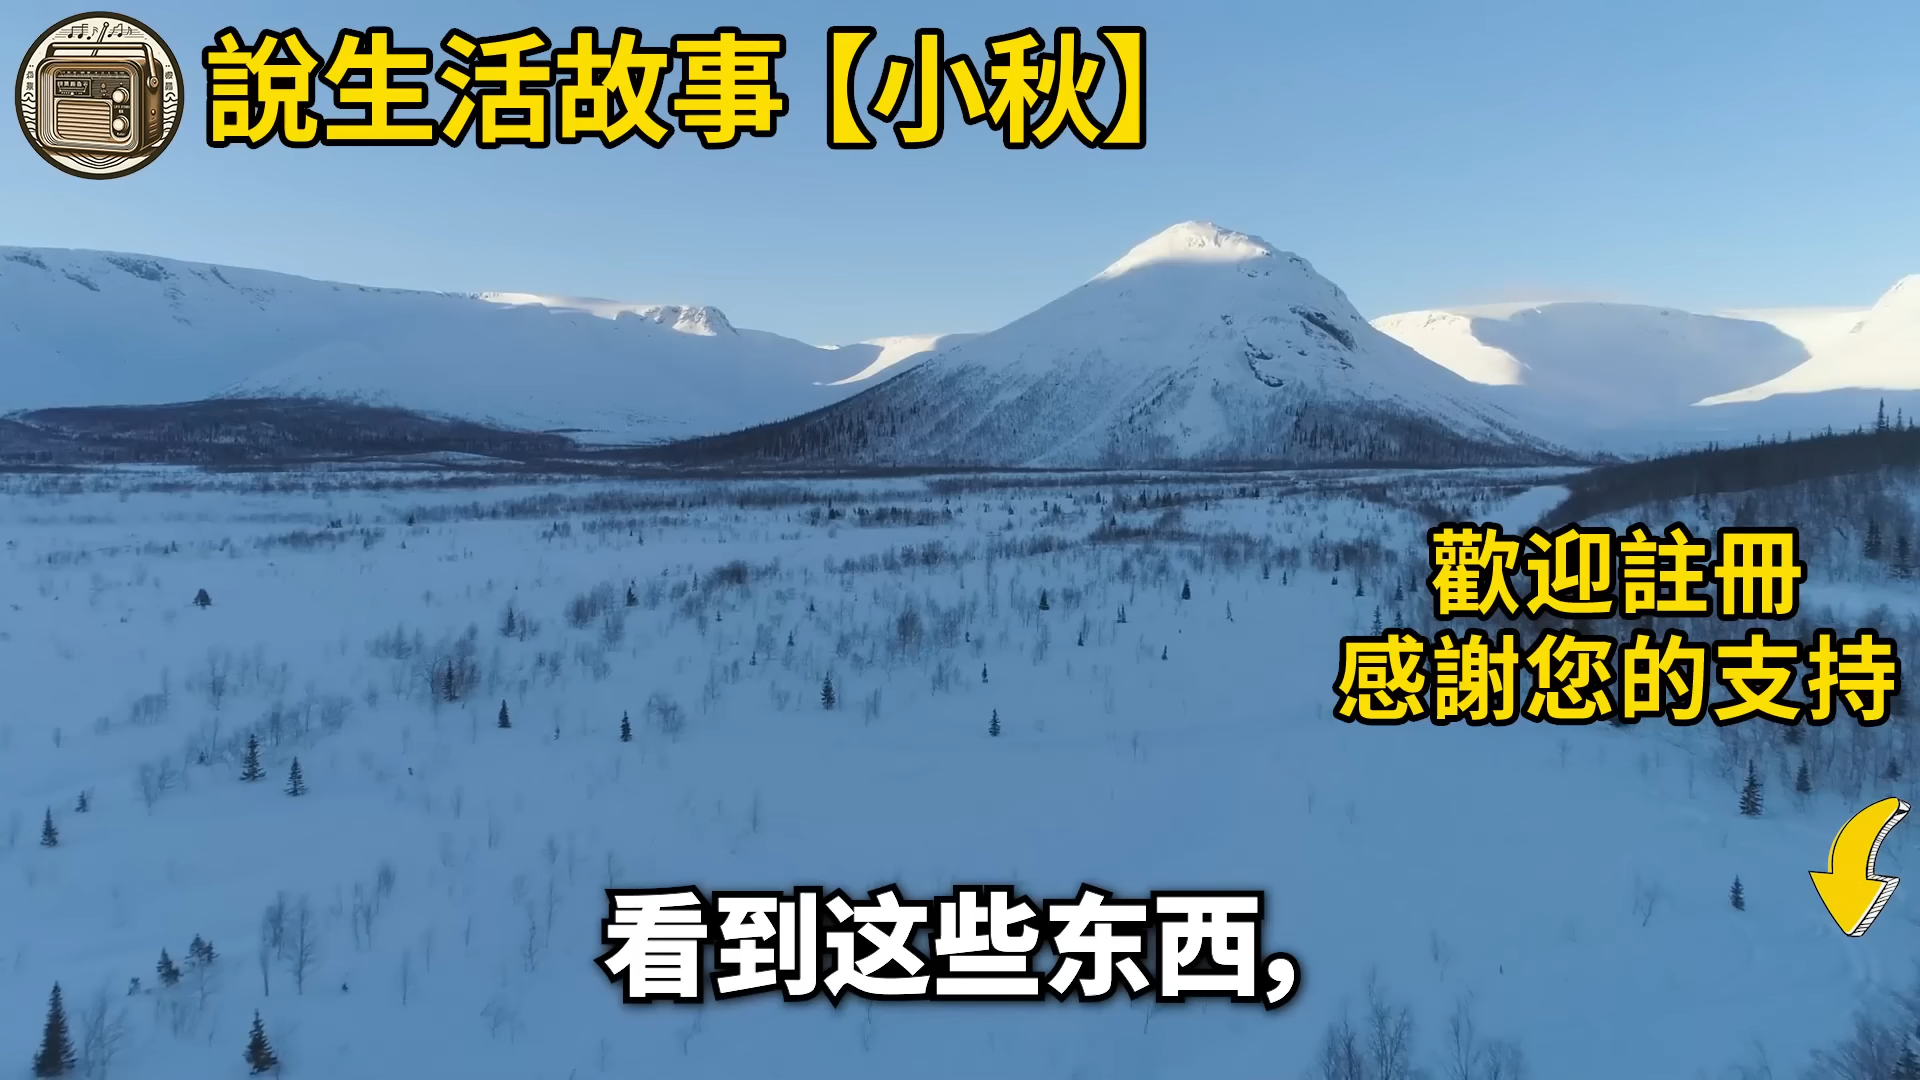 說生活故事【小秋】
歡迎註冊
感謝您的支持
看到这些东西,